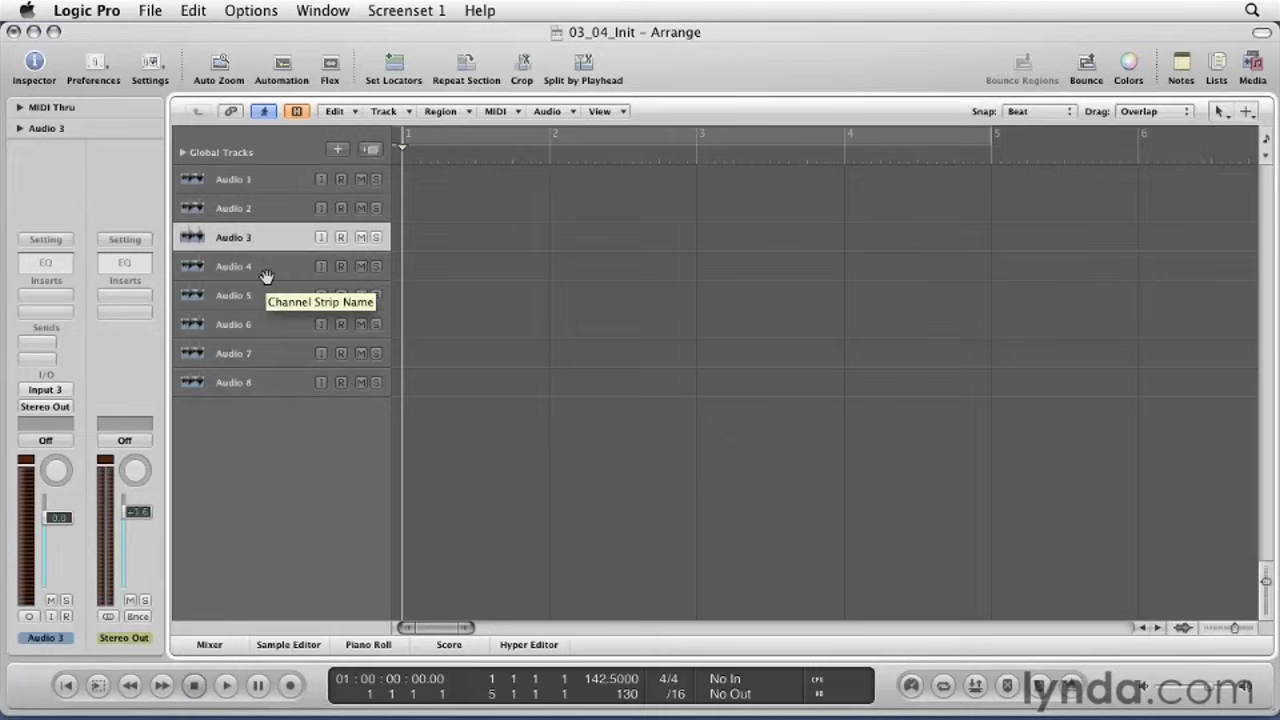 Logic Pro File Edit Options Window Screenset 1 Help
03_04_Init – Arrange
Inspector Preferences Settings Auto Zoom Automation Flex Set Locators Repeat Section Crop Split by Playhead Bounce Regions Bounce Colors Notes Lists Media
MIDI Thru
Audio 3
Edit Track Region MIDI Audio View Snap: Beat Drag: Overlap
1 2 3 4 5 6
Global Tracks
Audio 1 I R M S
Audio 2 I R M S
Audio 3 I R M S
Audio 4 I R M S
Audio 5
Channel Strip Name
Audio 6 I R M S
Audio 7 I R M S
Audio 8 I R M S
Setting Setting
EQ EQ
Inserts Inserts
Sends
I/O
Input 3
Stereo Out
Off Off
0.0 -1.6
M S M S
I R Bnce
Audio 3 Stereo Out
Mixer Sample Editor Piano Roll Score Hyper Editor
01 : 00 : 00 : 00.00 1 1 1 1 142.5000 4/4 No In CPU
1 1 1 1 5 1 1 1 130 /16 No Out HD
lynda.com